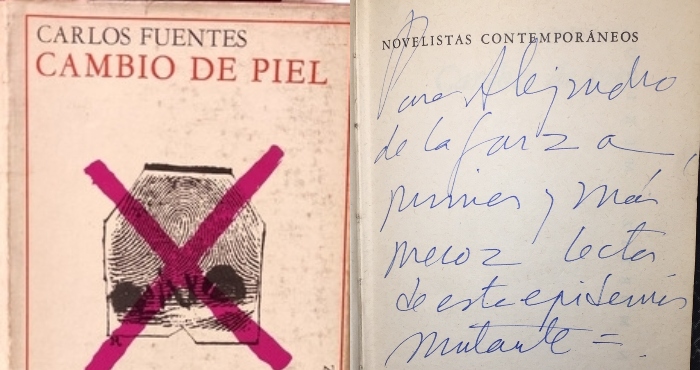 CARLOS FUENTES
CAMBIO DE PIEL
NOVELISTAS CONTEMPORÁNEOS
Para Alejandro
de la Garza,
primer y más
lector
de esta epidermis
mutante =.